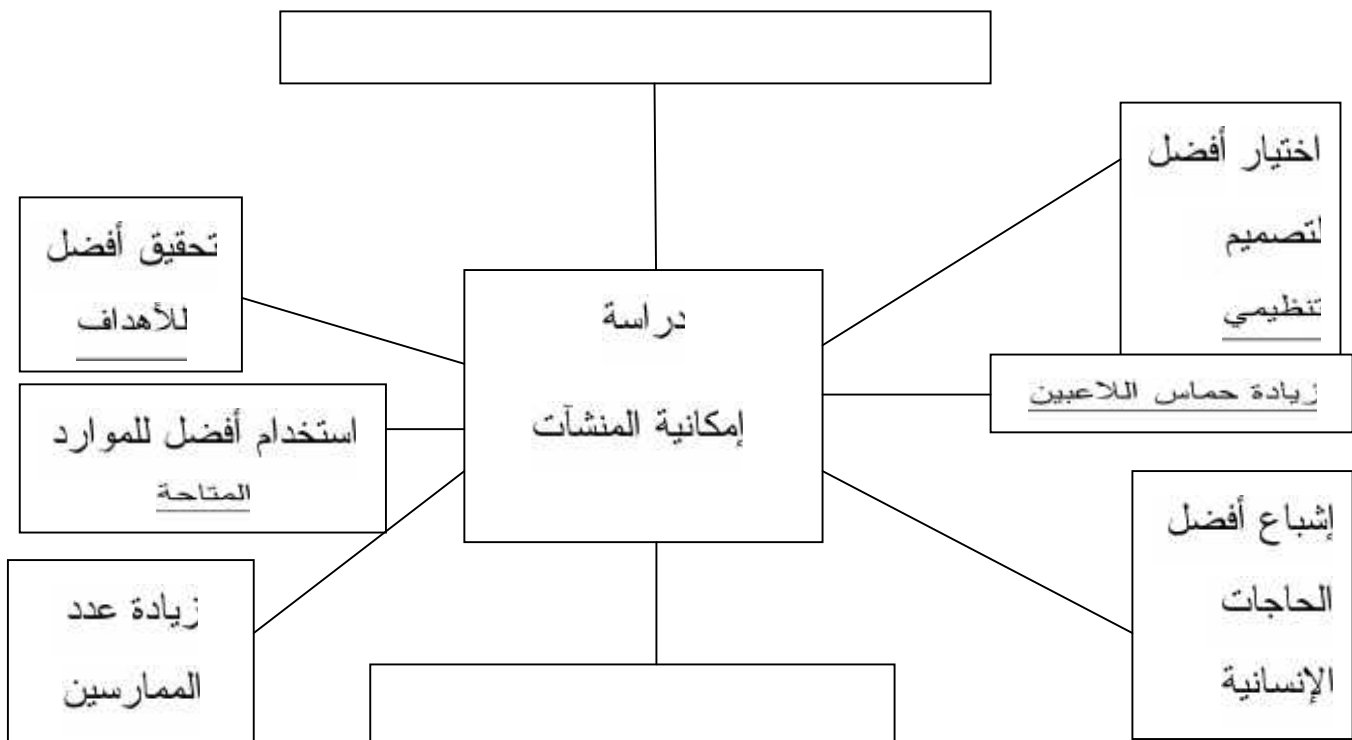 اختيار أفضل
لتصميم
تنظيمي
تحقيق أفضل
للأهداف
دراسة
إمكانية المنشآت
زيادة حماس اللاعبين
استخدام أفضل للموارد
المتاحة
إشباع أفضل
الحاجات
الإنسانية
زيادة عدد
الممارسين